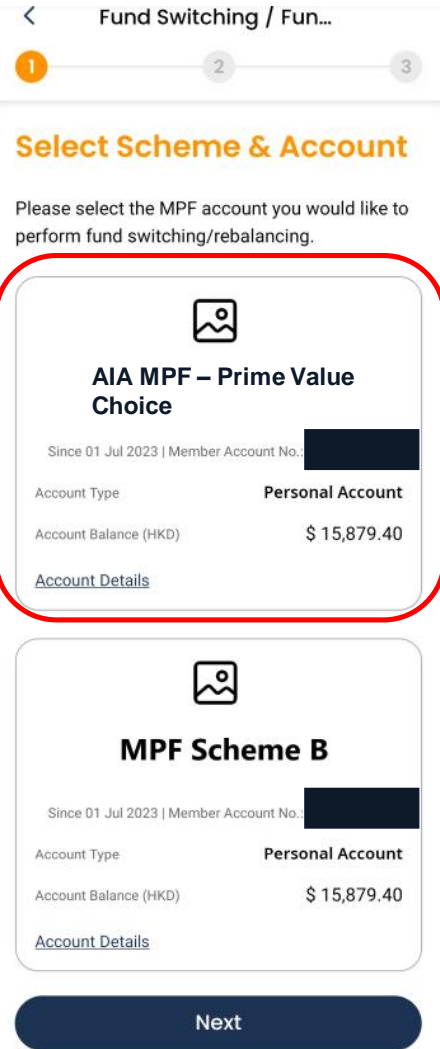 Fund Switching / Fun...
1 2 3
Select Scheme & Account
Please select the MPF account you would like to
perform fund switching/rebalancing.
AIA MPF – Prime Value
Choice
Since 01 Jul 2023 | Member Account No.:
Account Type Personal Account
Account Balance (HKD) $ 15,879.40
Account Details
MPF Scheme B
Since 01 Jul 2023 | Member Account No.:
Account Type Personal Account
Account Balance (HKD) $ 15,879.40
Account Details
Next